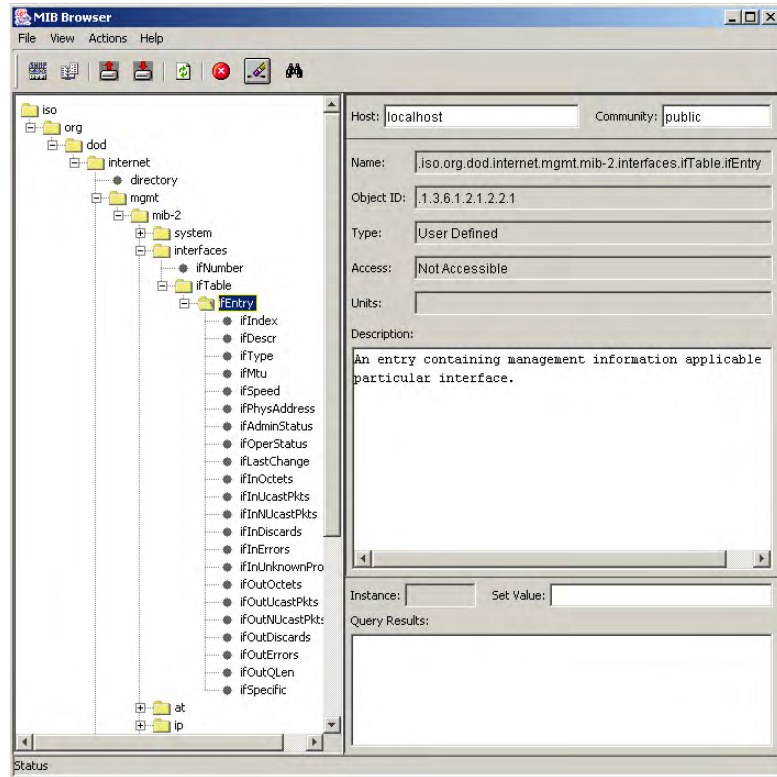 MIB Browser
File View Actions Help
iso
org
dod
internet
directory
mgmt
mib-2
system
interfaces
ifNumber
ifTable
ifEntry
ifIndex
ifDescr
ifType
ifMtu
ifSpeed
ifPhysAddress
ifAdminStatus
ifOperStatus
ifLastChange
ifInOctets
ifInUcastPkts
ifInNUcastPkts
ifInDiscards
ifInErrors
ifInUnknownPro
ifOutOctets
ifOutUcastPkts
ifOutNUcastPkts
ifOutDiscards
ifOutErrors
ifOutQLen
ifSpecific
at
ip
Host: localhost Community: public
Name: .iso.org.dod.internet.mgmt.mib-2.interfaces.ifTable.ifEntry
Object ID: .1.3.6.1.2.1.2.2.1
Type: User Defined
Access: Not Accessible
Units:
Description:
An entry containing management information applicable
particular interface.
Instance: Set Value:
Query Results:
Status